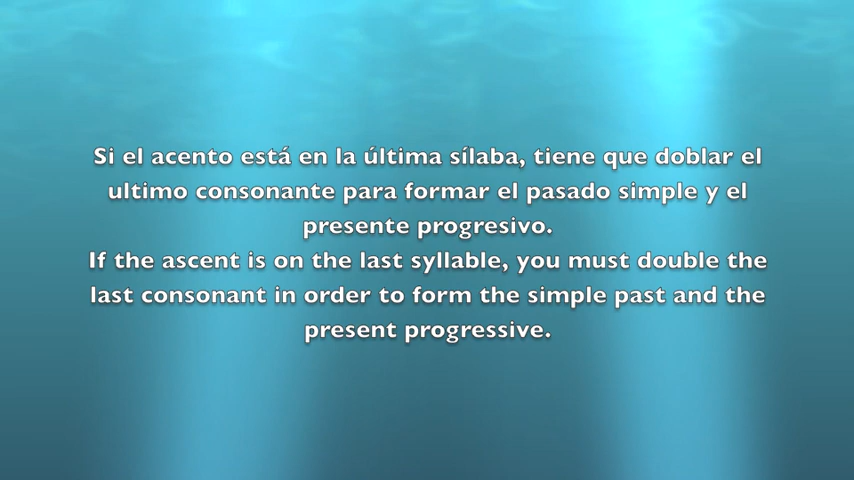 Si el acento está en la última sílaba, tiene que doblar el
ultimo consonante para formar el pasado simple y el
presente progresivo.
If the ascent is on the last syllable, you must double the
last consonant in order to form the simple past and the
present progressive.